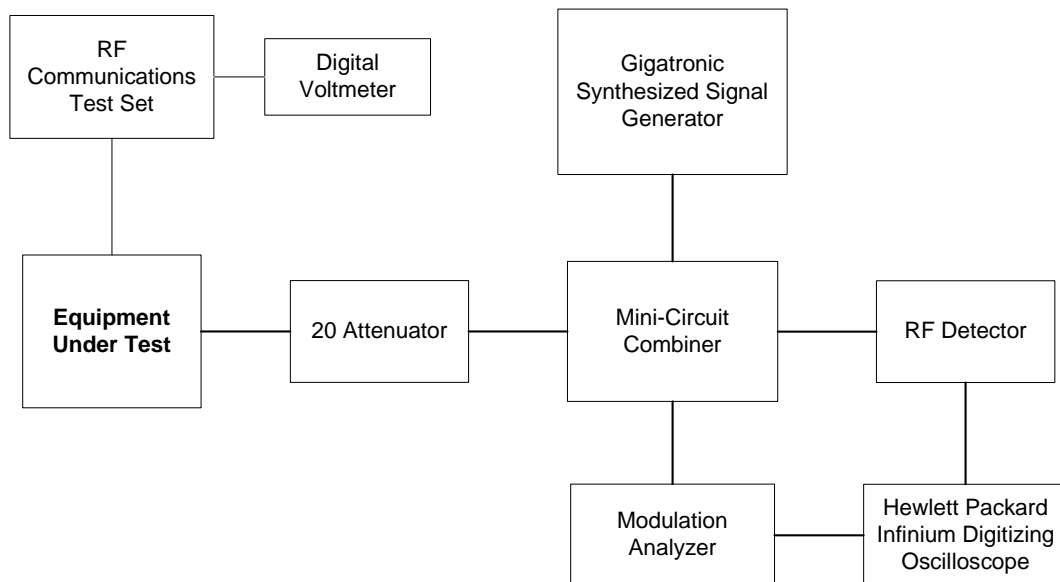 RF
Communications
Test Set
Digital
Voltmeter
Gigatronic
Synthesized Signal
Generator
Equipment
Under Test
20 Attenuator
Mini-Circuit
Combiner
RF Detector
Modulation
Analyzer
Hewlett Packard
Infinium Digitizing
Oscilloscope